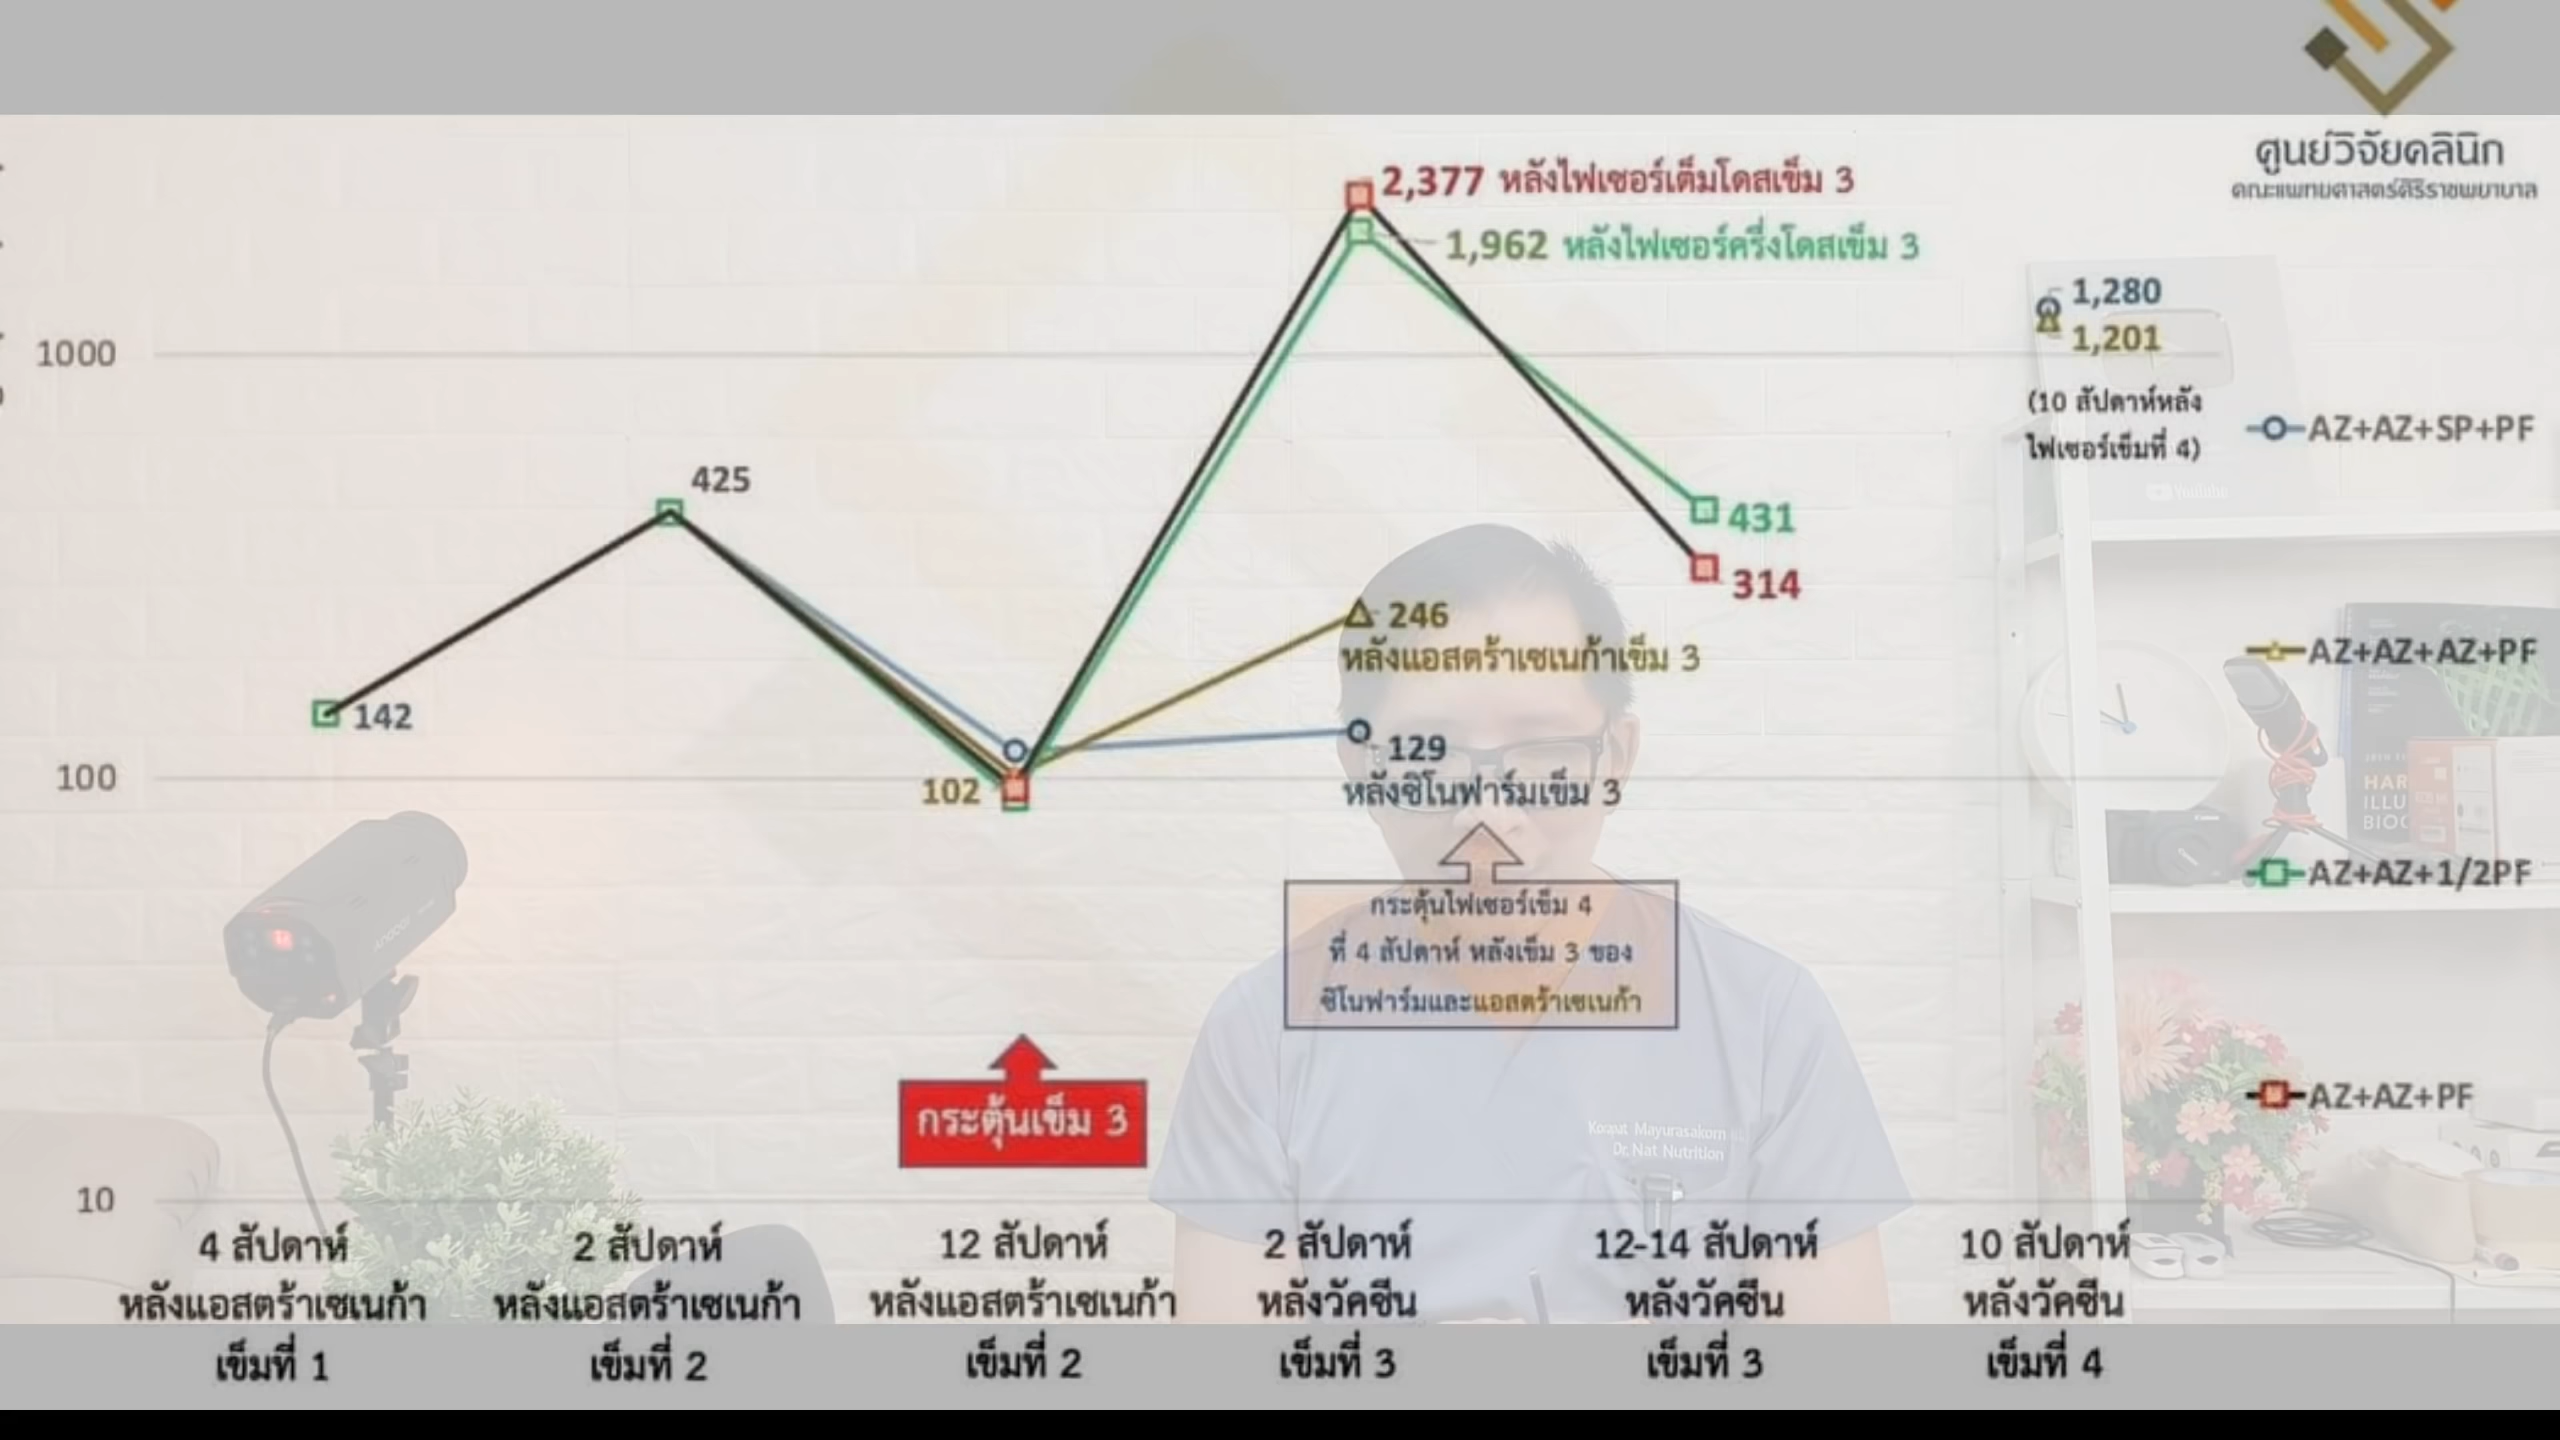 ศูนย์วิจัยคลินิก
คณะแพทยศาสตร์ศิริราชพยาบาล
2,377 หลังไฟเซอร์เต็มโดสเข็ม 3
1,962 หลังไฟเซอร์ครึ่งโดสเข็ม 3
1,280
1,201
(10 สัปดาห์หลัง
ไฟเซอร์เข็มที่ 4)
1000
100
10
142
425
102
431
314
246
หลังแอสตร้าเซเนก้าเข็ม 3
129
หลังซิโนฟาร์มเข็ม 3
กระตุ้นไฟเซอร์เข็ม 4
ที่ 4 สัปดาห์ หลังเข็ม 3 ของ
ซิโนฟาร์มและแอสตร้าเซเนก้า
กระตุ้นเข็ม 3
AZ+AZ+SP+PF
AZ+AZ+AZ+PF
AZ+AZ+1/2PF
AZ+AZ+PF
YouTube
HAR
ILLU
BIOC
Korput Mayurasakorn
Dr. Nat Nutrition
4 สัปดาห์
หลังแอสตร้าเซเนก้า
เข็มที่ 1
2 สัปดาห์
หลังแอสตร้าเซเนก้า
เข็มที่ 2
12 สัปดาห์
หลังแอสตร้าเซเนก้า
เข็มที่ 2
2 สัปดาห์
หลังวัคซีน
เข็มที่ 3
12-14 สัปดาห์
หลังวัคซีน
เข็มที่ 3
10 สัปดาห์
หลังวัคซีน
เข็มที่ 4